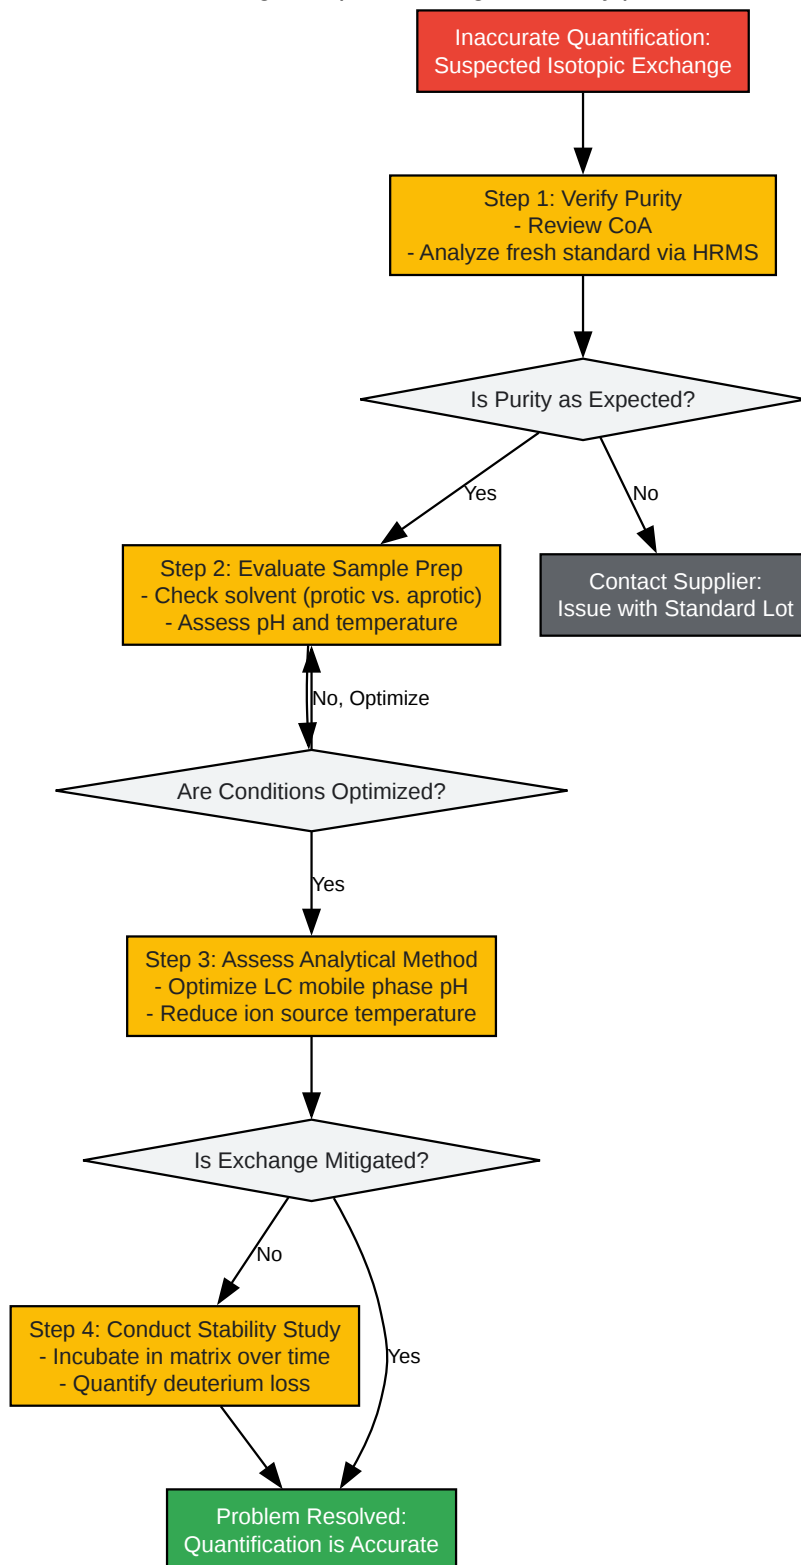 Inaccurate Quantification:
Suspected Isotopic Exchange
Step 1: Verify Purity
- Review CoA
- Analyze fresh standard via HRMS
Is Purity as Expected?
Yes
No
Step 2: Evaluate Sample Prep
- Check solvent (protic vs. aprotic)
- Assess pH and temperature
Contact Supplier:
Issue with Standard Lot
No, Optimize
Are Conditions Optimized?
Yes
Step 3: Assess Analytical Method
- Optimize LC mobile phase pH
- Reduce ion source temperature
Is Exchange Mitigated?
No
Step 4: Conduct Stability Study
- Incubate in matrix over time
- Quantify deuterium loss
Yes
Problem Resolved:
Quantification is Accurate